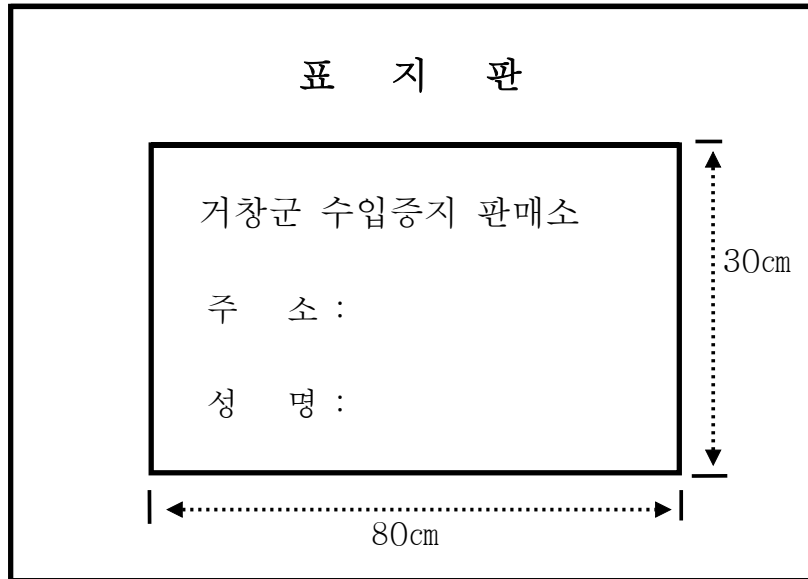 표 지 판
거창군 수입증지 판매소
30㎝
주 소 :
성 명 :
80㎝